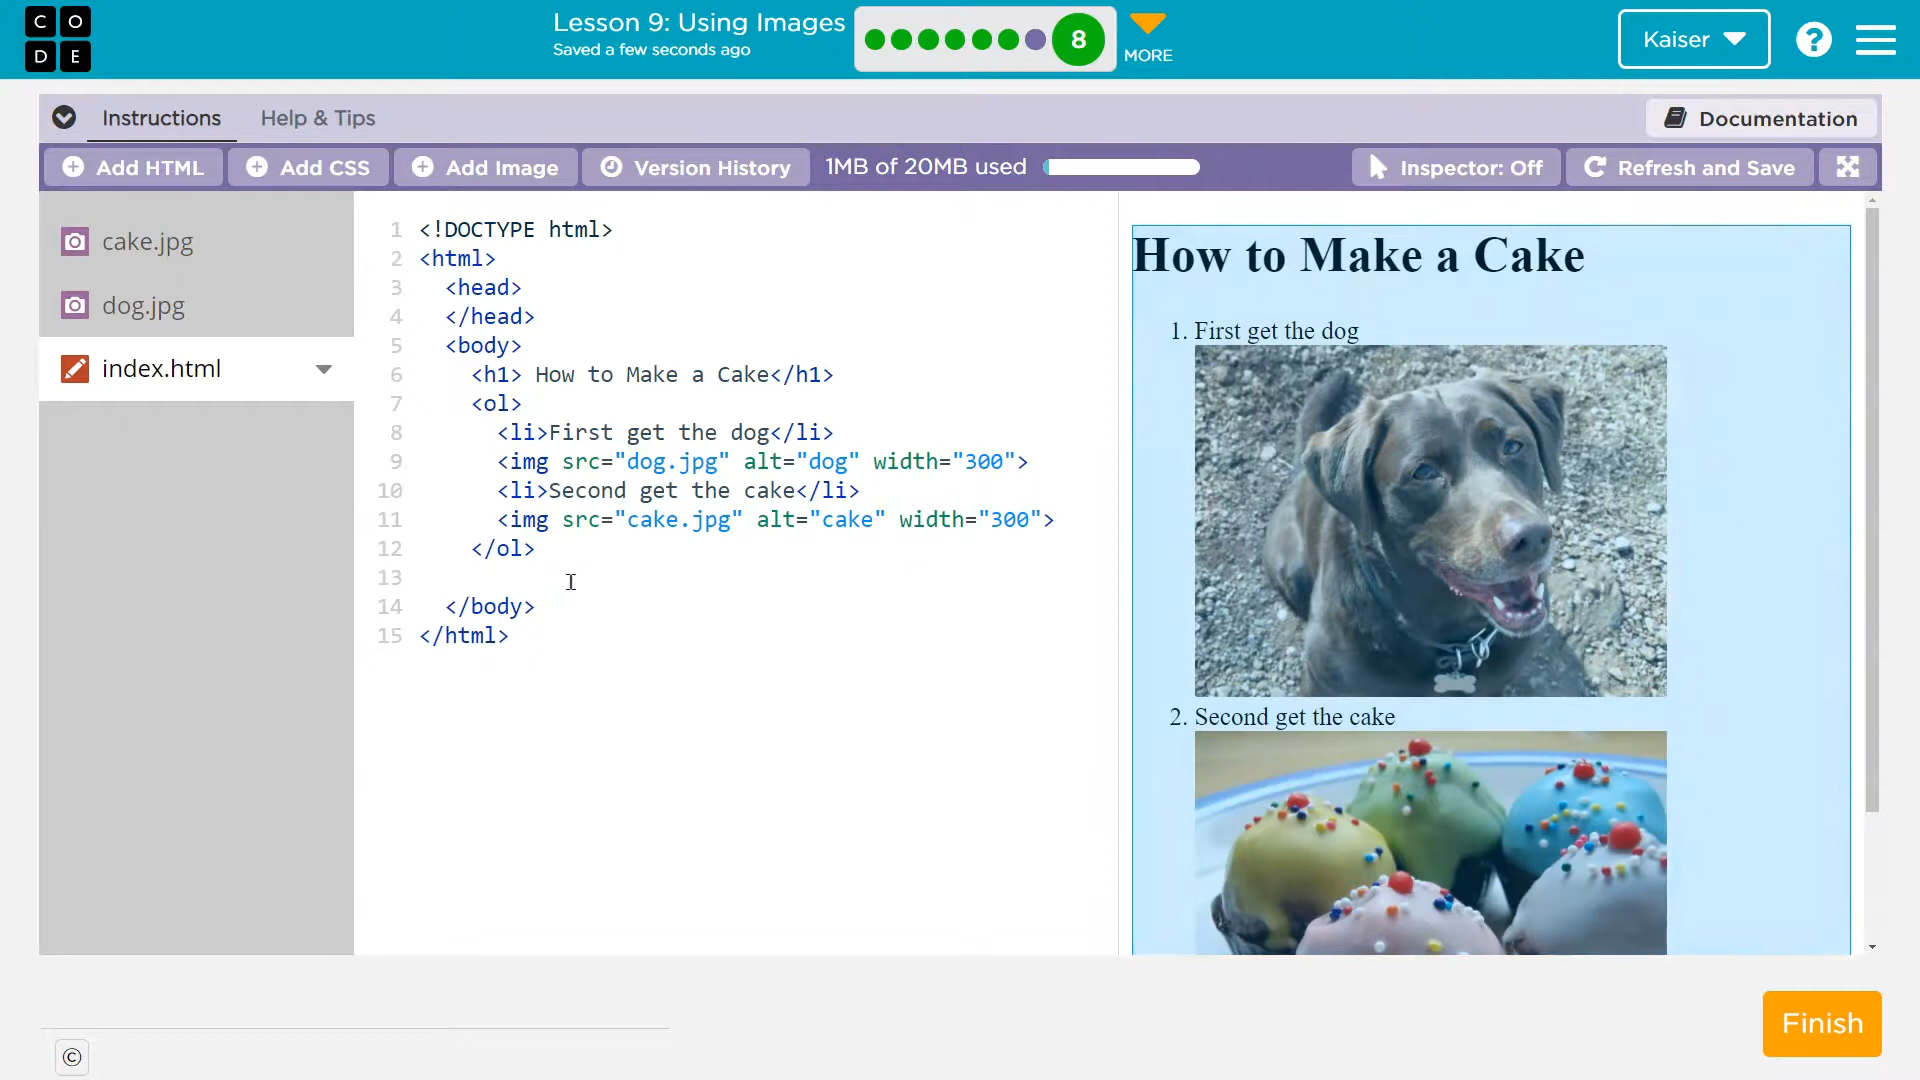 CODE
Lesson 9: Using Images
Saved a few seconds ago
8
MORE
Kaiser
?
Instructions
Help & Tips
Documentation
Add HTML
Add CSS
Add Image
Version History
1MB of 20MB used
Inspector: Off
Refresh and Save
cake.jpg
dog.jpg
index.html
1 <!DOCTYPE html>
2 <html>
3 <head>
4 </head>
5 <body>
6 <h1> How to Make a Cake</h1>
7 <ol>
8 <li>First get the dog</li>
9 <img src="dog.jpg" alt="dog" width="300">
10 <li>Second get the cake</li>
11 <img src="cake.jpg" alt="cake" width="300">
12 </ol>
13
14 </body>
15 </html>
How to Make a Cake
1. First get the dog
2. Second get the cake
Finish
©